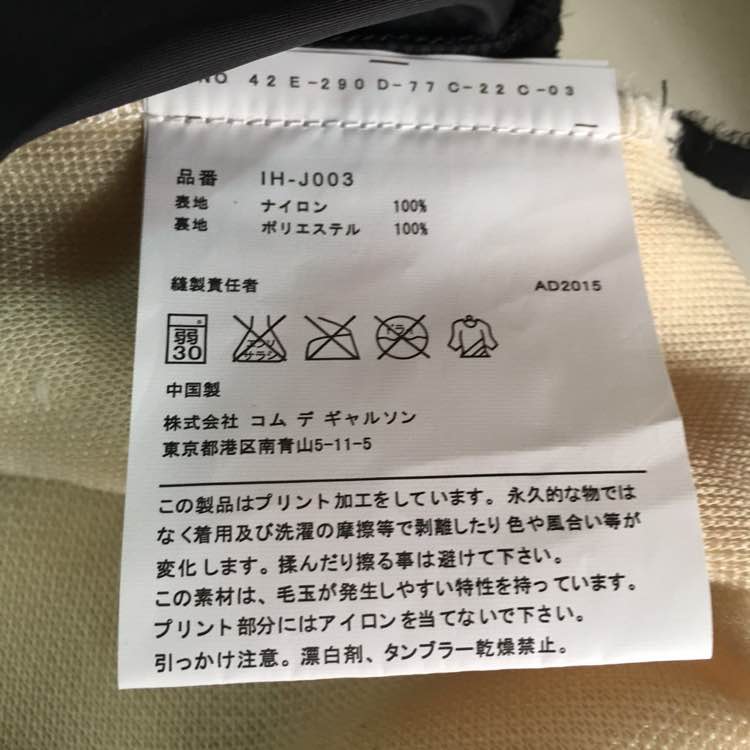 NO 42 E-290 D-77 C-22 C-03
品番 IH-J003
表地 ナイロン 100%
裏地 ポリエステル 100%
縫製責任者 AD2015
弱 30 エンソ サラシ ドライ
中国製
株式会社 コム デ ギャルソン
東京都港区南青山5-11-5
この製品はプリント加工をしています。永久的な物では
なく着用及び洗濯の摩擦等で剥離したり色や風合い等が
変化します。揉んだり擦る事は避けて下さい。
この素材は、毛玉が発生しやすい特性を持っています。
プリント部分にはアイロンを当てないで下さい。
引っかけ注意。漂白剤、タンブラー乾燥禁止。